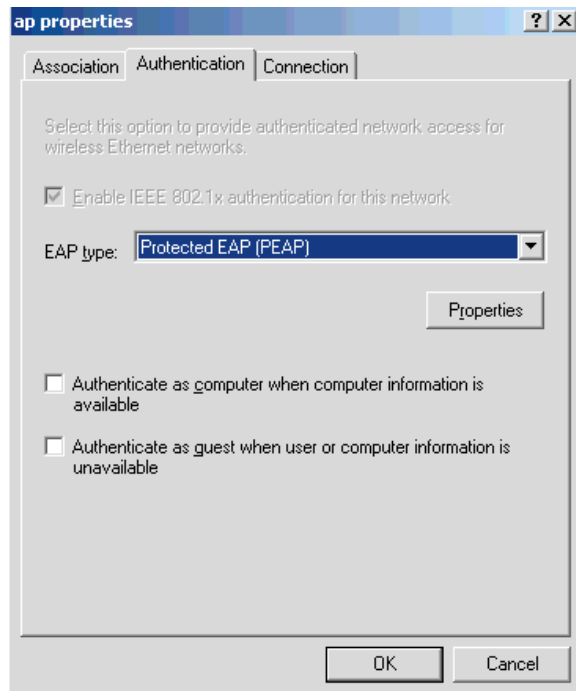 ap properties
Association Authentication Connection
Select this option to provide authenticated network access for
wireless Ethernet networks.
Enable IEEE 802.1x authentication for this network
EAP type: Protected EAP (PEAP)
Properties
Authenticate as computer when computer information is
available
Authenticate as guest when user or computer information is
unavailable
OK Cancel